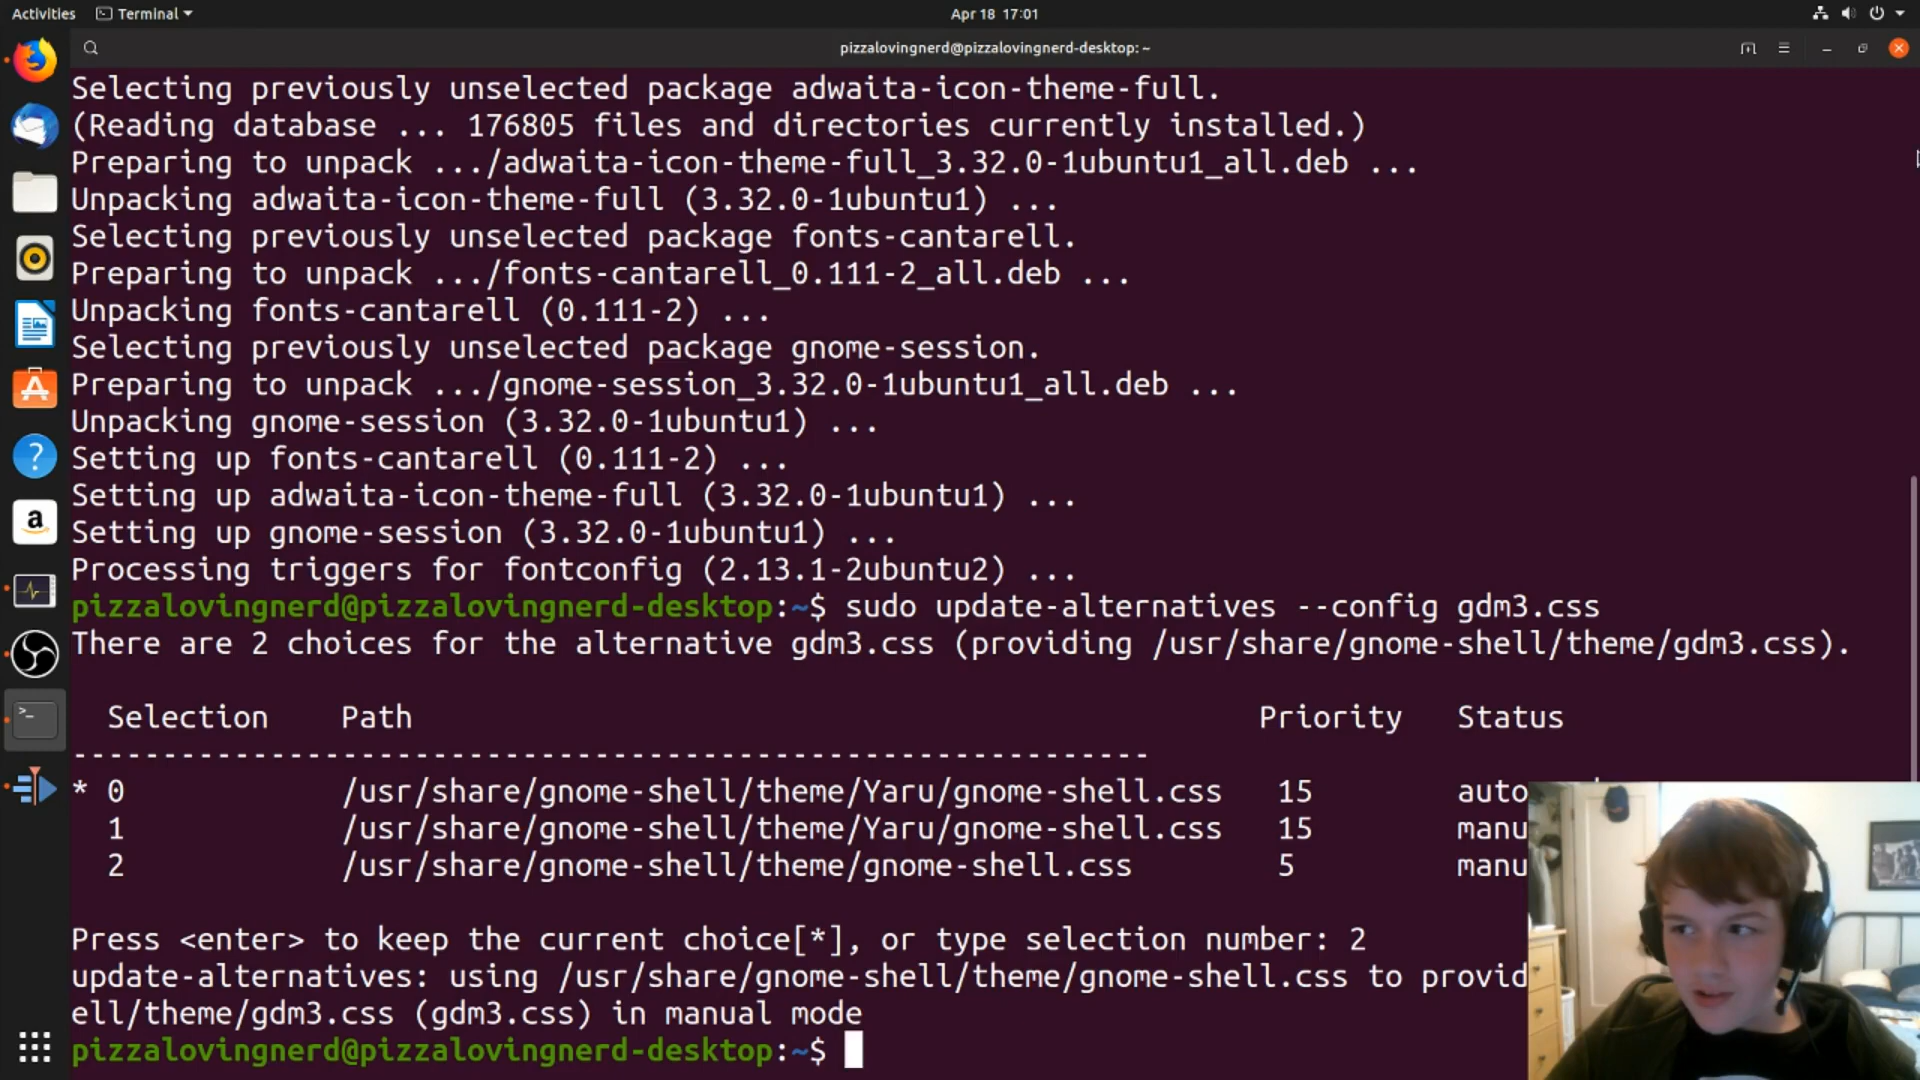 Activities Terminal Apr 18 17:01
pizzalovingnerd@pizzalovingnerd-desktop: ~
Selecting previously unselected package adwaita-icon-theme-full.
(Reading database ... 176805 files and directories currently installed.)
Preparing to unpack .../adwaita-icon-theme-full_3.32.0-1ubuntu1_all.deb ...
Unpacking adwaita-icon-theme-full (3.32.0-1ubuntu1) ...
Selecting previously unselected package fonts-cantarell.
Preparing to unpack .../fonts-cantarell_0.111-2_all.deb ...
Unpacking fonts-cantarell (0.111-2) ...
Selecting previously unselected package gnome-session.
Preparing to unpack .../gnome-session_3.32.0-1ubuntu1_all.deb ...
Unpacking gnome-session (3.32.0-1ubuntu1) ...
Setting up fonts-cantarell (0.111-2) ...
Setting up adwaita-icon-theme-full (3.32.0-1ubuntu1) ...
Setting up gnome-session (3.32.0-1ubuntu1) ...
Processing triggers for fontconfig (2.13.1-2ubuntu2) ...
pizzalovingnerd@pizzalovingnerd-desktop:~$ sudo update-alternatives --config gdm3.css
There are 2 choices for the alternative gdm3.css (providing /usr/share/gnome-shell/theme/gdm3.css).
Selection Path Priority Status
------------------------------------------------------------
* 0 /usr/share/gnome-shell/theme/Yaru/gnome-shell.css 15 auto
1 /usr/share/gnome-shell/theme/Yaru/gnome-shell.css 15 manu
2 /usr/share/gnome-shell/theme/gnome-shell.css 5 manu
Press <enter> to keep the current choice[*], or type selection number: 2
update-alternatives: using /usr/share/gnome-shell/theme/gnome-shell.css to provid
ell/theme/gdm3.css (gdm3.css) in manual mode
pizzalovingnerd@pizzalovingnerd-desktop:~$